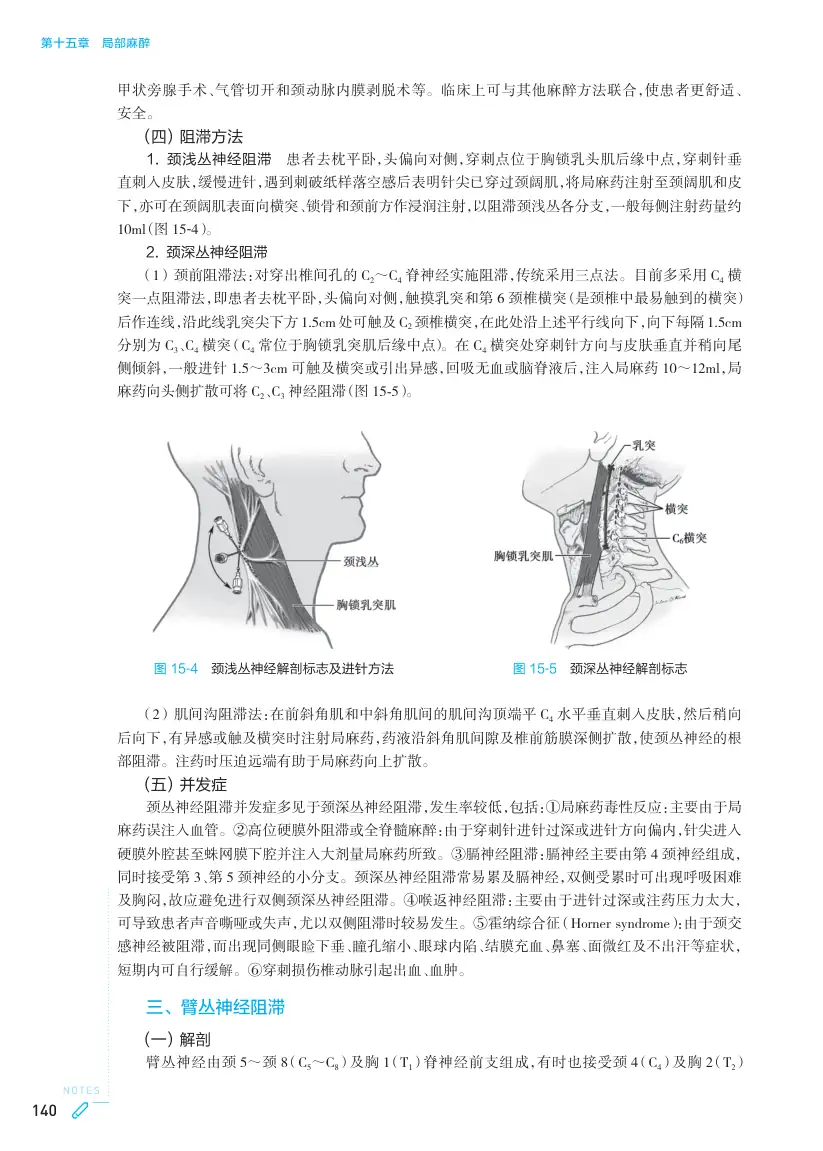 第十五章 局部麻醉
甲状旁腺手术、气管切开和颈动脉内膜剥脱术等。临床上可与其他麻醉方法联合,使患者更舒适、
安全。
(四)阻滞方法
1. 颈浅丛神经阻滞 患者去枕平卧,头偏向对侧,穿刺点位于胸锁乳头肌后缘中点,穿刺针垂
直刺入皮肤,缓慢进针,遇到刺破纸样落空感后表明针尖已穿过颈阔肌,将局麻药注射至颈阔肌和皮
下,亦可在颈阔肌表面向横突、锁骨和颈前方作浸润注射,以阻滞颈浅丛各分支,一般每侧注射药量约
10ml(图 15-4)。
2. 颈深丛神经阻滞
(1)颈前阻滞法:对穿出椎间孔的 C₂~C₄ 脊神经实施阻滞,传统采用三点法。目前多采用 C₄ 横
突一点阻滞法,即患者去枕平卧,头偏向对侧,触摸乳突和第 6 颈椎横突(是颈椎中最易触到的横突)
后作连线,沿此线乳突尖下方 1.5cm 处可触及 C₂ 颈椎横突,在此处沿上述平行线向下,向下每隔 1.5cm
分别为 C₃、C₄ 横突(C₄ 常位于胸锁乳突肌后缘中点)。在 C₄ 横突处穿刺针方向与皮肤垂直并稍向尾
侧倾斜,一般进针 1.5~3cm 可触及横突或引出异感,回吸无血或脑脊液后,注入局麻药 10~12ml,局
麻药向头侧扩散可将 C₂、C₃ 神经阻滞(图 15-5)。
颈浅丛
胸锁乳突肌
乳突
横突
C₆横突
胸锁乳突肌
图 15-4 颈浅丛神经解剖标志及进针方法
图 15-5 颈深丛神经解剖标志
(2)肌间沟阻滞法:在前斜角肌和中斜角肌间的肌间沟顶端平 C₄ 水平垂直刺入皮肤,然后稍向
后向下,有异感或触及横突时注射局麻药,药液沿斜角肌间隙及椎前筋膜深侧扩散,使颈丛神经的根
部阻滞。注药时压迫远端有助于局麻药向上扩散。
(五)并发症
颈丛神经阻滞并发症多见于颈深丛神经阻滞,发生率较低,包括:①局麻药毒性反应:主要由于局
麻药误注入血管。②高位硬膜外阻滞或全脊髓麻醉:由于穿刺针进针过深或进针方向偏内,针尖进入
硬膜外腔甚至蛛网膜下腔并注入大剂量局麻药所致。③膈神经阻滞:膈神经主要由第 4 颈神经组成,
同时接受第 3、第 5 颈神经的小分支。颈深丛神经阻滞常易累及膈神经,双侧受累时可出现呼吸困难
及胸闷,故应避免进行双侧颈深丛神经阻滞。④喉返神经阻滞:主要由于进针过深或注药压力太大,
可导致患者声音嘶哑或失声,尤以双侧阻滞时较易发生。⑤霍纳综合征(Horner syndrome):由于颈交
感神经被阻滞,而出现同侧眼睑下垂、瞳孔缩小、眼球内陷、结膜充血、鼻塞、面微红及不出汗等症状,
短期内可自行缓解。⑥穿刺损伤椎动脉引起出血、血肿。
三、臂丛神经阻滞
(一)解剖
臂丛神经由颈 5~颈 8(C₅~C₈)及胸 1(T₁)脊神经前支组成,有时也接受颈 4(C₄)及胸 2(T₂)
NOTES
140